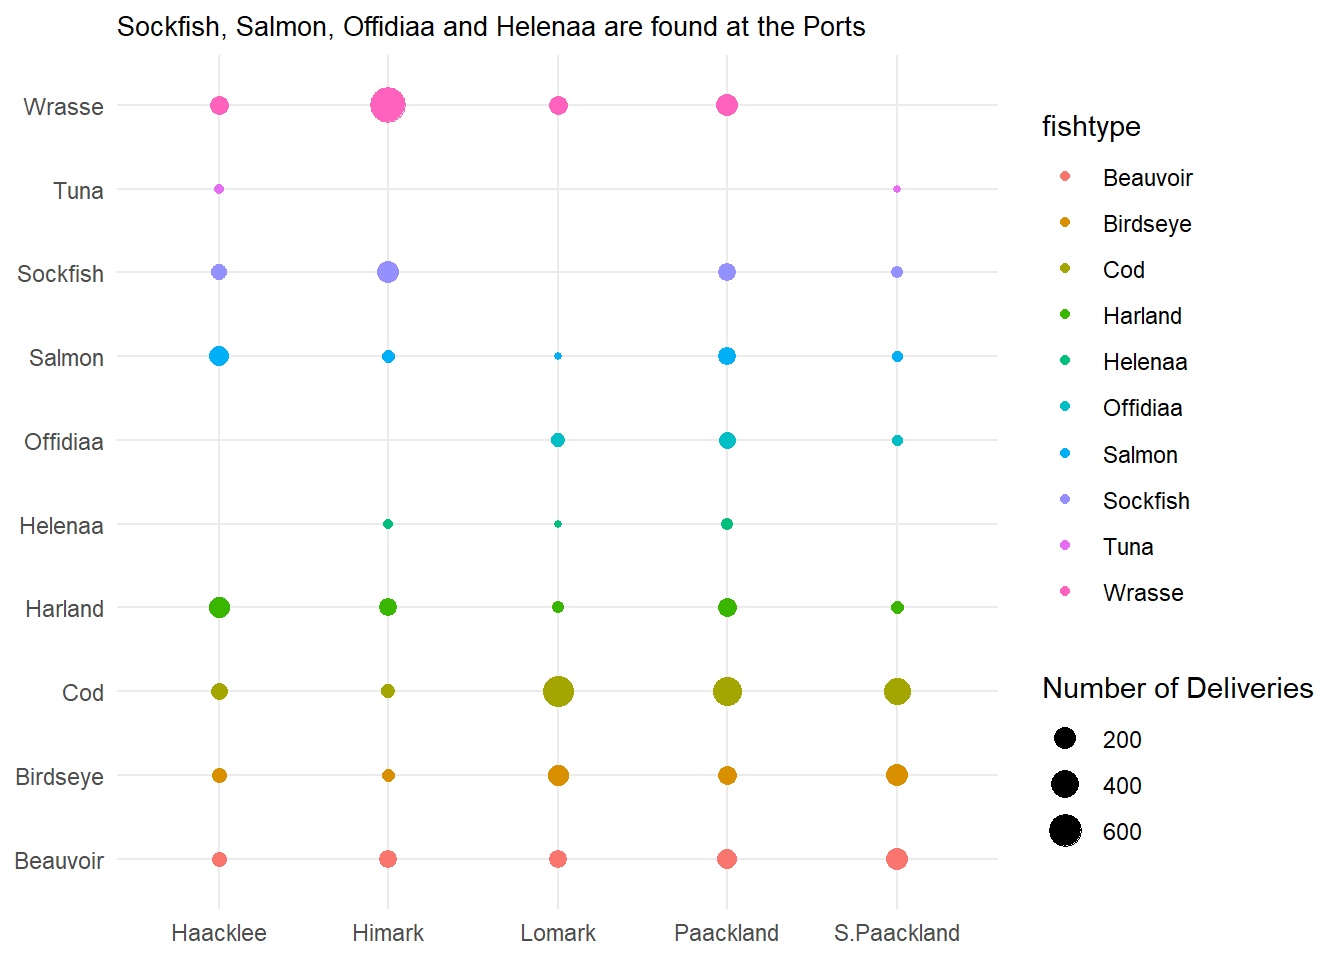 Sockfish, Salmon, Offidiaa and Helenaa are found at the Ports
Wrasse
Tuna
Sockfish
Salmon
Offidiaa
Helenaa
Harland
Cod
Birdseye
Beauvoir
Haacklee Himark Lomark Paackland S.Paackland
fishtype
Beauvoir
Birdseye
Cod
Harland
Helenaa
Offidiaa
Salmon
Sockfish
Tuna
Wrasse
Number of Deliveries
200
400
600